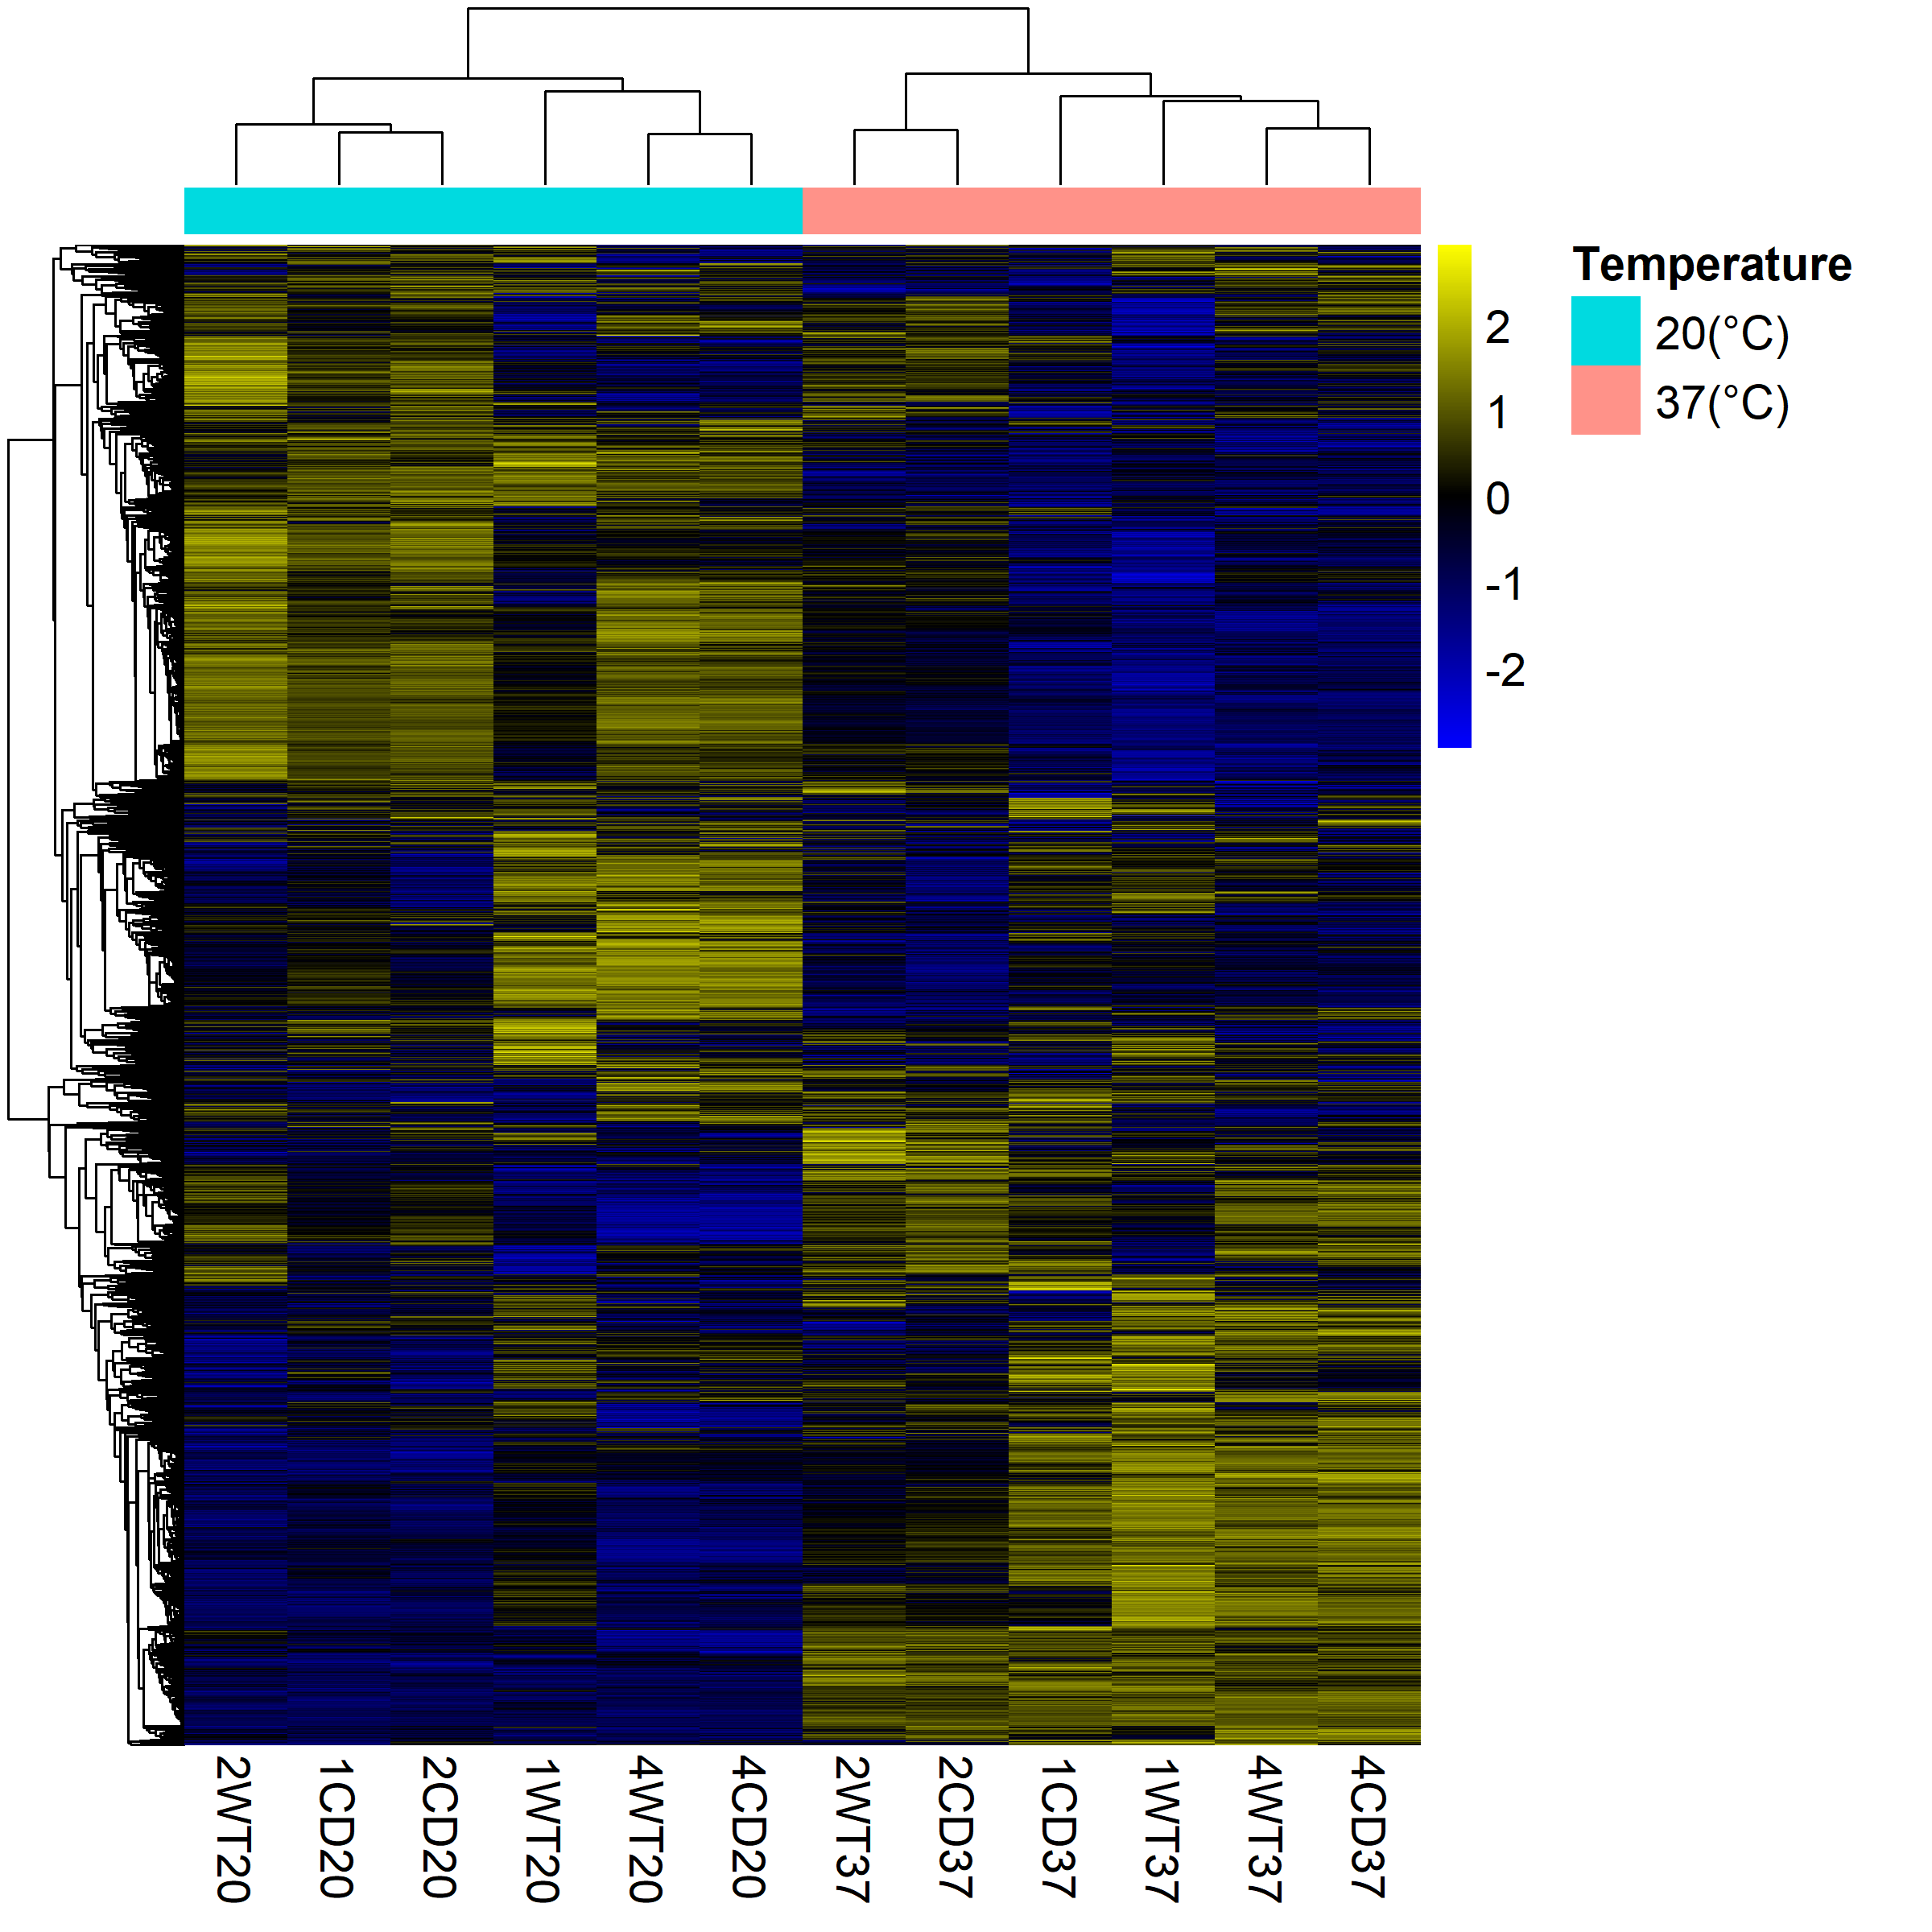 Temperature
20(°C)
37(°C)
2
1
0
-1
-2
2WT20
1CD20
2CD20
1WT20
4WT20
4CD20
2WT37
2CD37
1CD37
1WT37
4WT37
4CD37